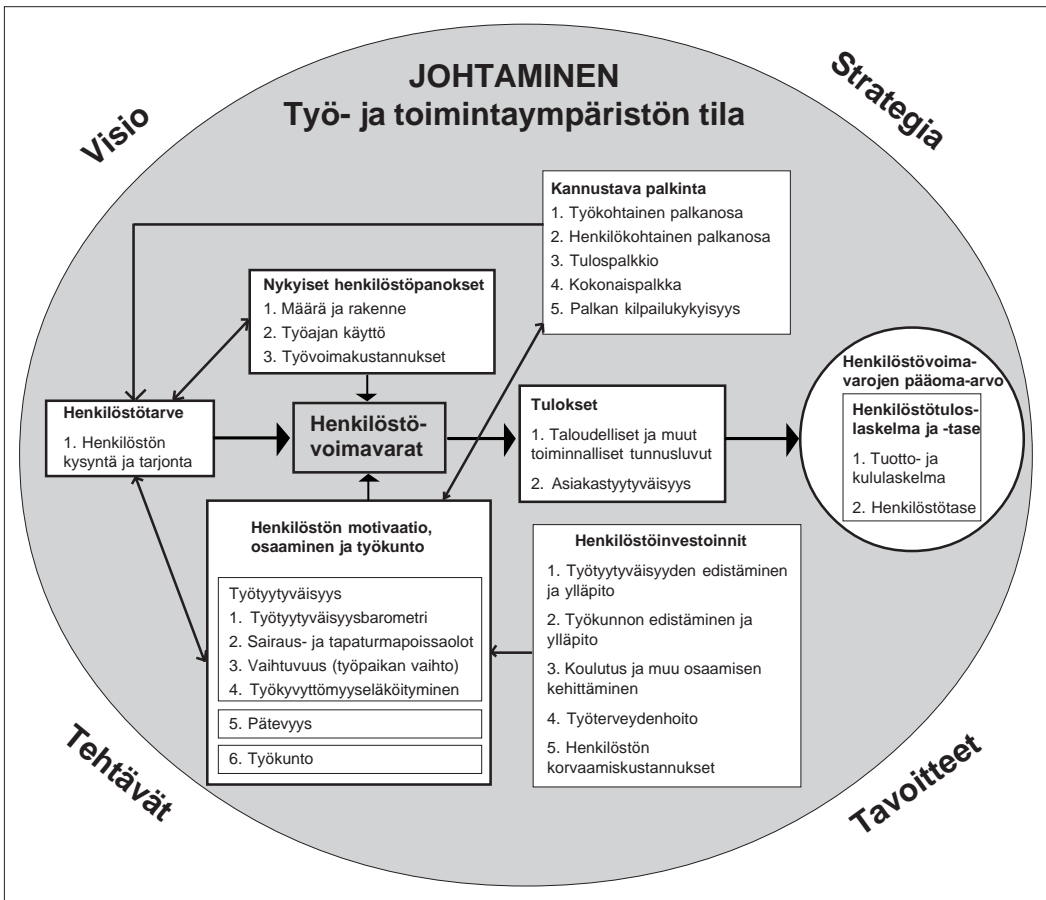 JOHTAMINEN
Työ- ja toimintaympäristön tila
Visio
Strategia
Kannustava palkinta
1. Työkohtainen palkanosa
2. Henkilökohtainen palkanosa
3. Tulospalkkio
4. Kokonaispalkka
5. Palkan kilpailukykyisyys
Nykyiset henkilöstöpanokset
1. Määrä ja rakenne
2. Työajan käyttö
3. Työvoimakustannukset
Henkilöstötarve
1. Henkilöstön
kysyntä ja tarjonta
Henkilöstö-
voimavarat
Tulokset
1. Taloudelliset ja muut
toiminnalliset tunnusluvut
2. Asiakastyytyväisyys
Henkilöstövoima-
varojen pääoma-arvo
Henkilöstötulos-
laskelma ja -tase
1. Tuotto- ja
kululaskelma
2. Henkilöstötase
Henkilöstön motivaatio,
osaaminen ja työkunto
Työtyytyväisyys
1. Työtyytyväisyysbarometri
2. Sairaus- ja tapaturmapoissaolot
3. Vaihtuvuus (työpaikan vaihto)
4. Työkyvyttömyyseläköityminen
5. Pätevyys
6. Työkunto
Henkilöstöinvestoinnit
1. Työtyytyväisyyden edistäminen
ja ylläpito
2. Työkunnon edistäminen ja
ylläpito
3. Koulutus ja muu osaamisen
kehittäminen
4. Työterveydenhoito
5. Henkilöstön
korvaamiskustannukset
Tehtävät
Tavoitteet